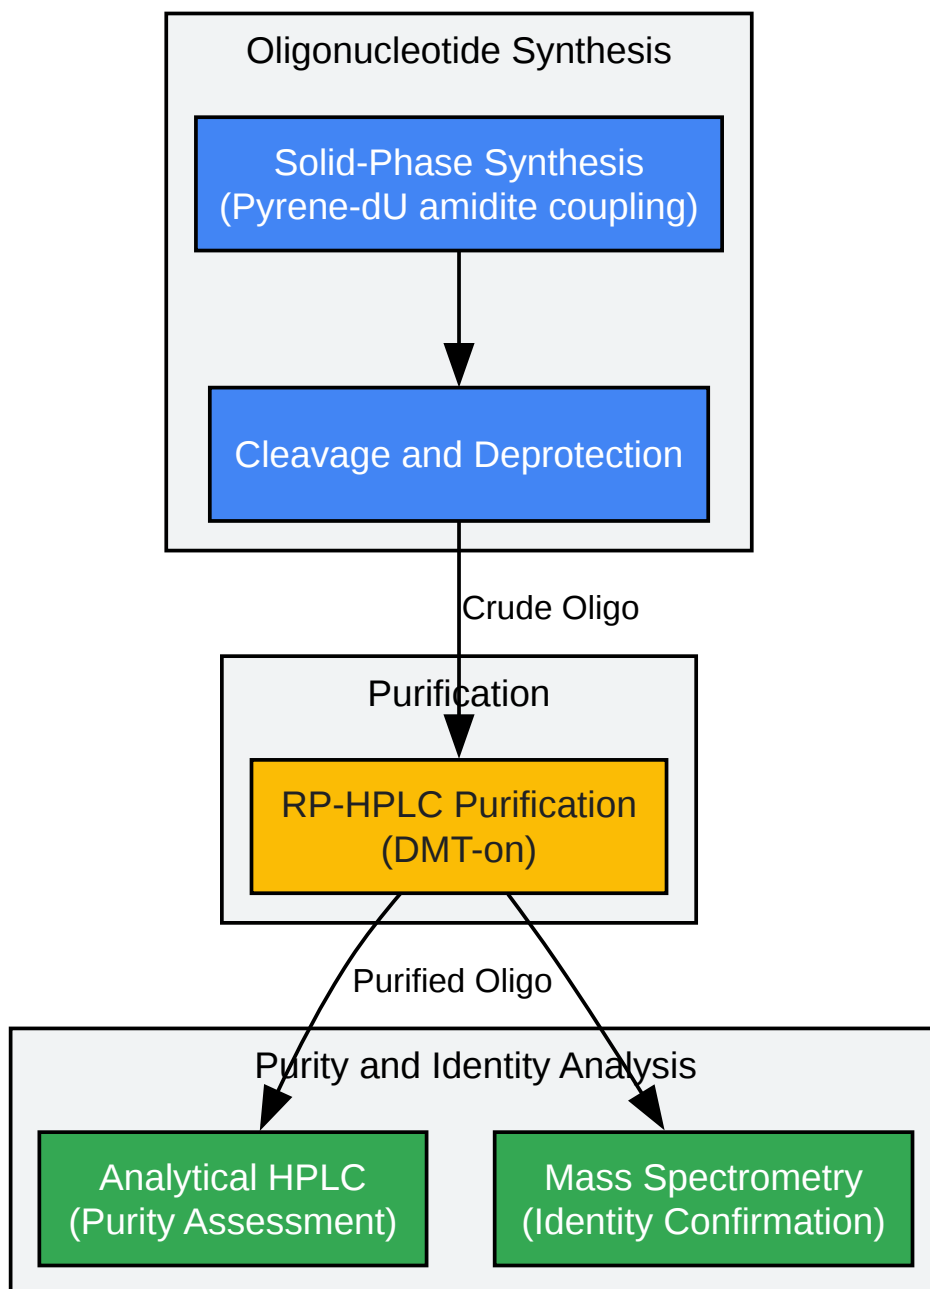 Oligonucleotide Synthesis
Solid-Phase Synthesis
(Pyrene-dU amidite coupling)
Cleavage and Deprotection
Crude Oligo
Purification
RP-HPLC Purification
(DMT-on)
Purified Oligo
Purity and Identity Analysis
Analytical HPLC
(Purity Assessment)
Mass Spectrometry
(Identity Confirmation)